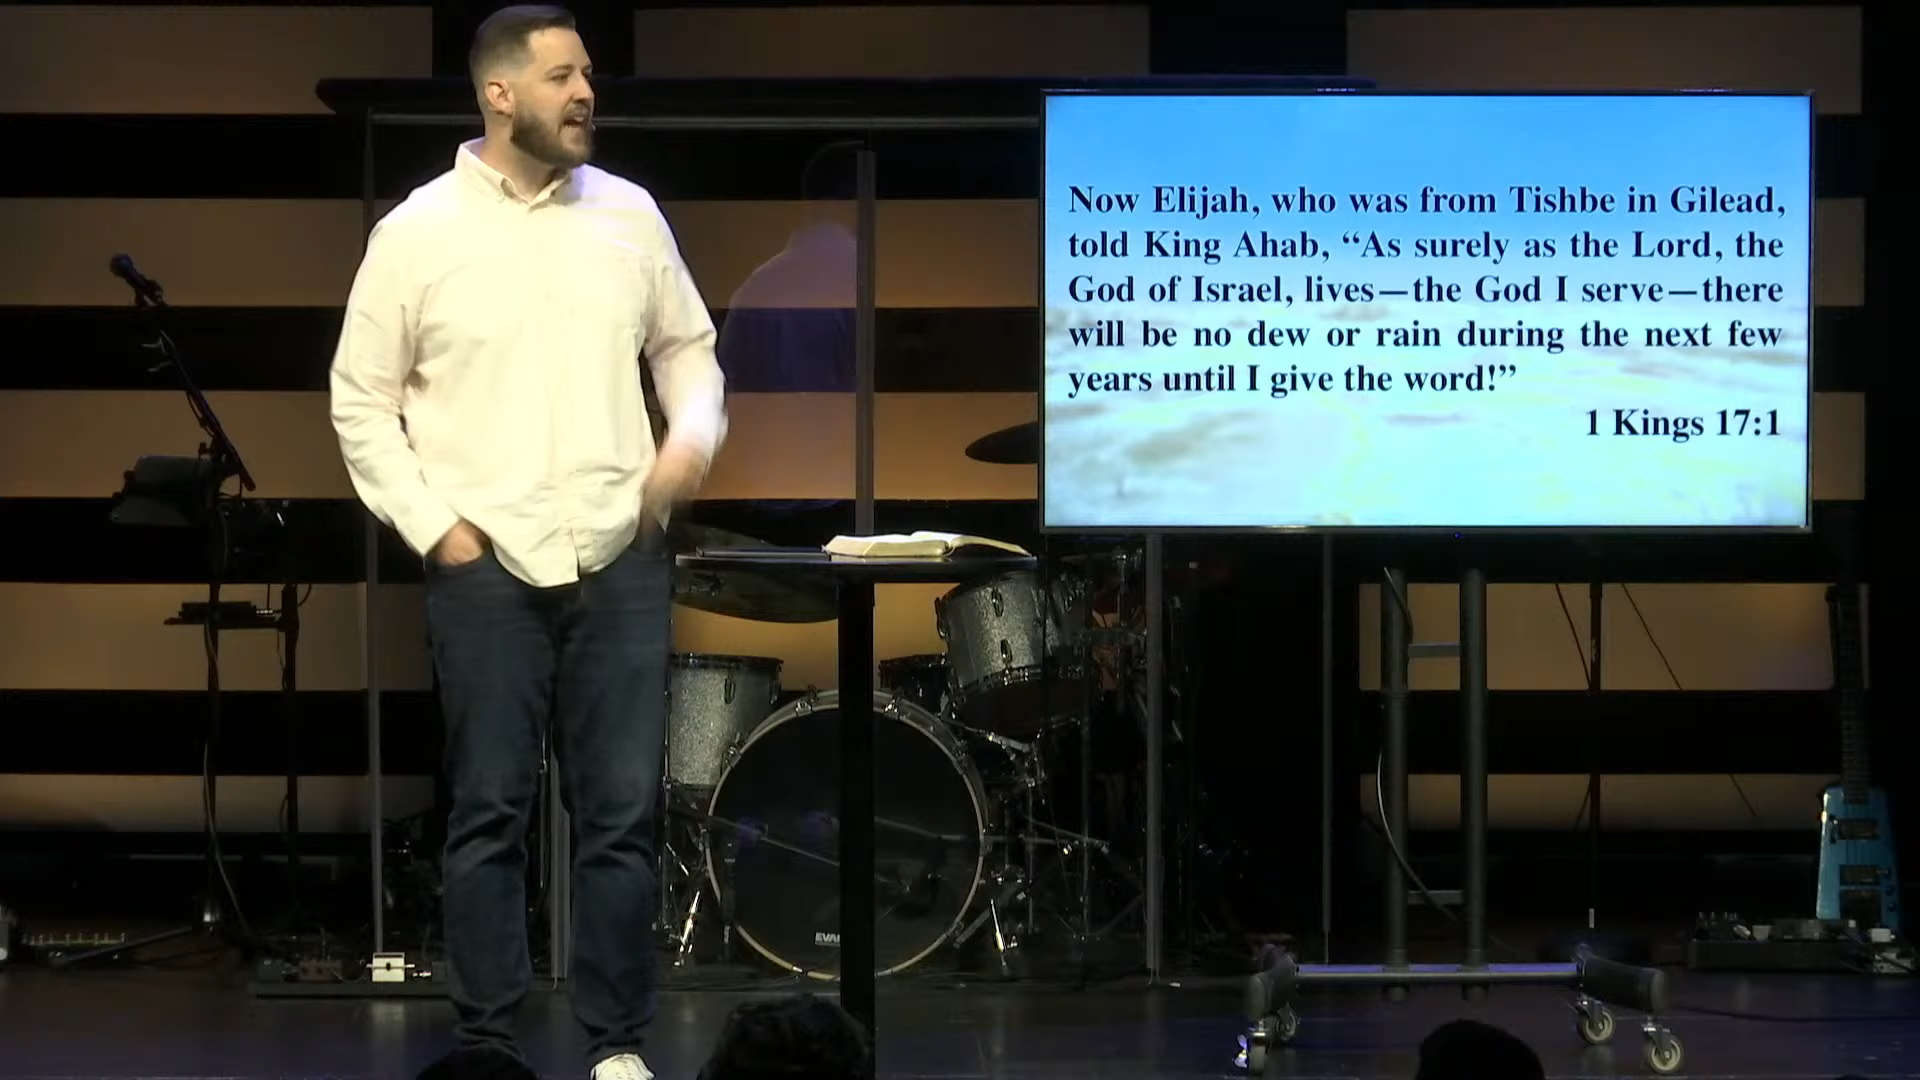 Now Elijah, who was from Tishbe in Gilead,
told King Ahab, “As surely as the Lord, the
God of Israel, lives—the God I serve—there
will be no dew or rain during the next few
years until I give the word!”
1 Kings 17:1
EVANS